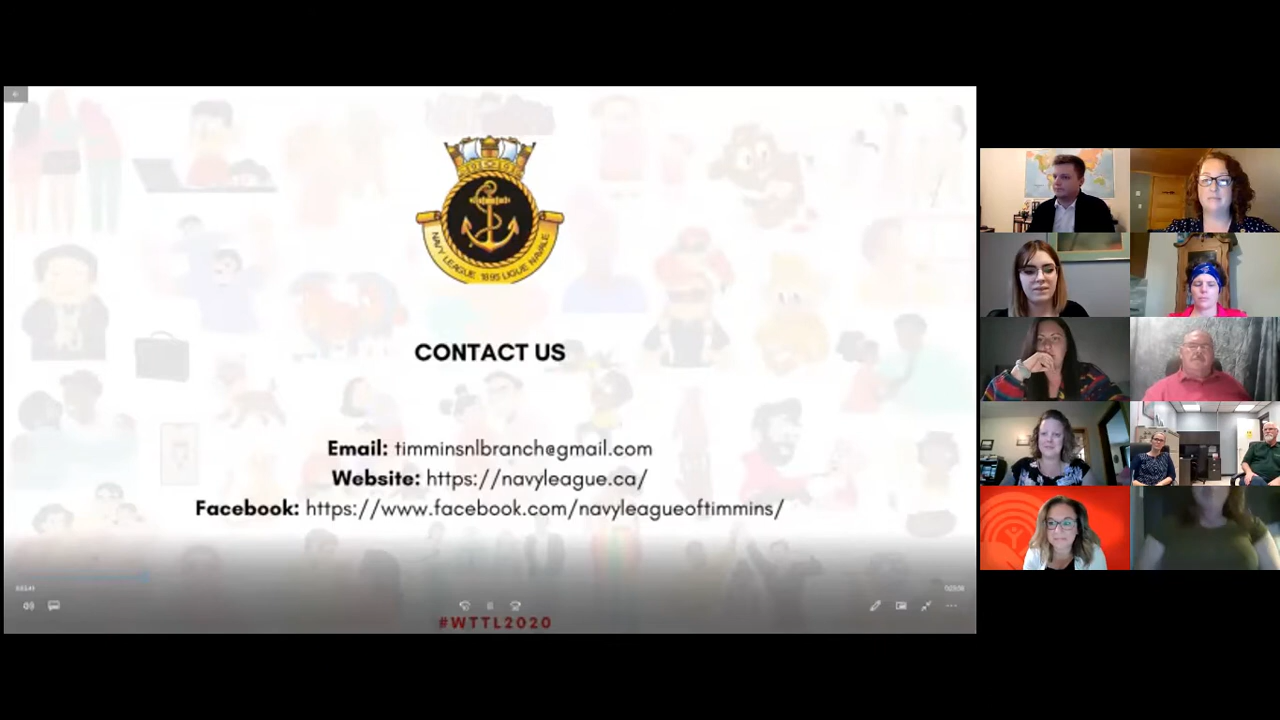 NAVY LEAGUE 1895 LIGUE NAVALE
CONTACT US
Email: timminsnlbranch@gmail.com
Website: https://navyleague.ca/
Facebook: https://www.facebook.com/navyleagueoftimmins/
#WTTL2020